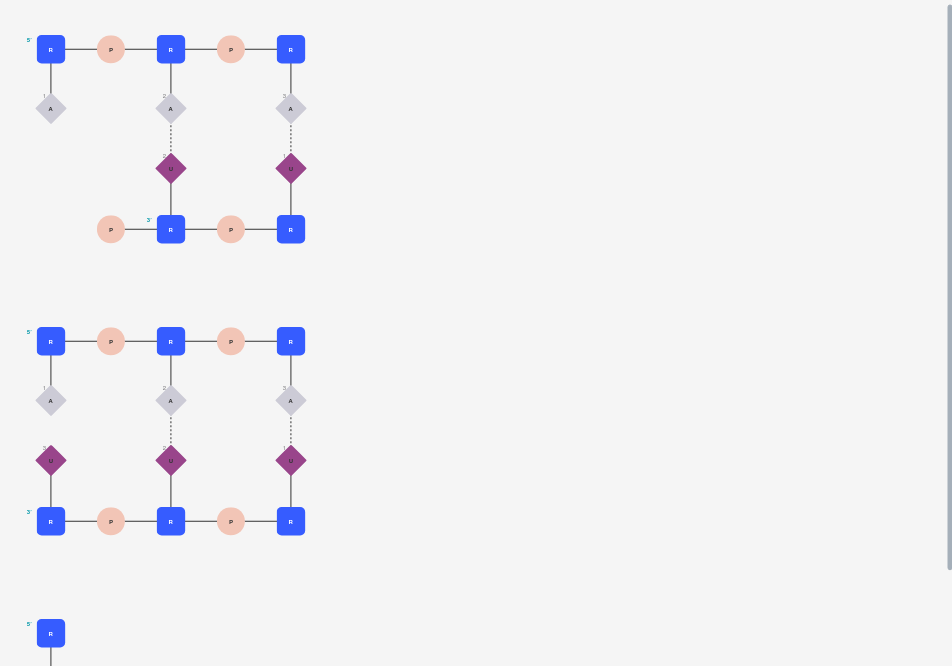 5' R P R P R
1 2 3
A A A
2 1
U U
3'
P R P R
5' R P R P R
1 2 3
A A A
3 2 1
U U U
3' R P R P R
5' R